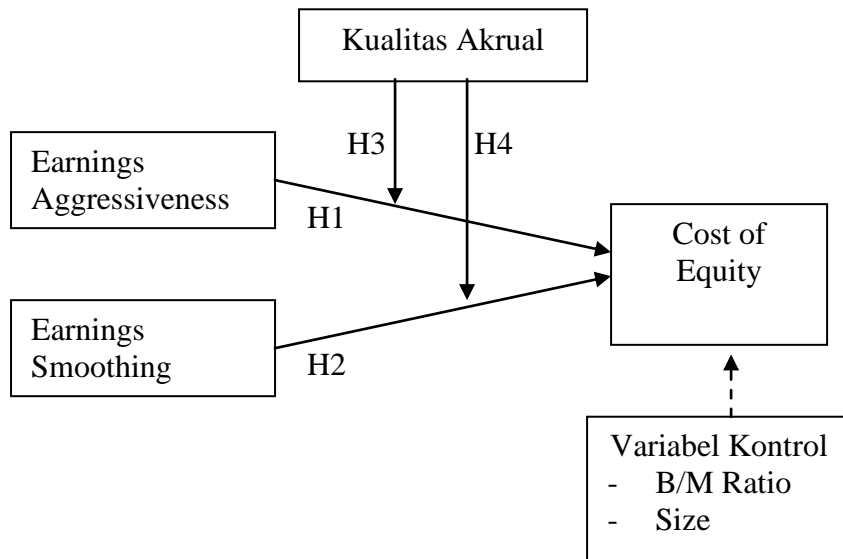 Kualitas Akrual
H3
H4
Earnings
Aggressiveness
H1
Cost of
Equity
Earnings
Smoothing
H2
Variabel Kontrol
- B/M Ratio
- Size